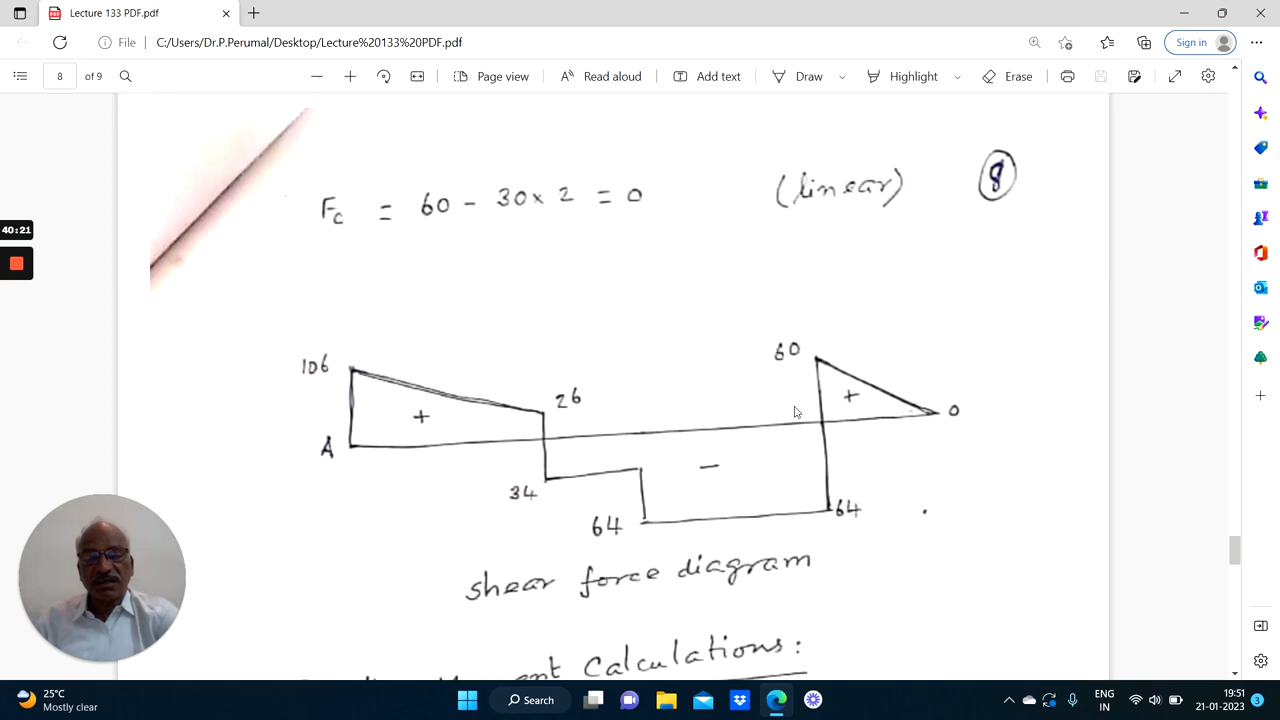 Lecture 133 PDF.pdf
File C:/Users/Dr.P.Perumal/Desktop/Lecture%20133%20PDF.pdf
Sign in
8 of 9
Page view
Read aloud
Add text
Draw
Highlight
Erase
40:21
Fc = 60 - 30 x 2 = 0 (linear) 8
60
106
26
+
+
0
A
-
34
64
64
shear force diagram
Calculations:
25°C
Mostly clear
Search
ENG
IN
19:51
21-01-2023
3